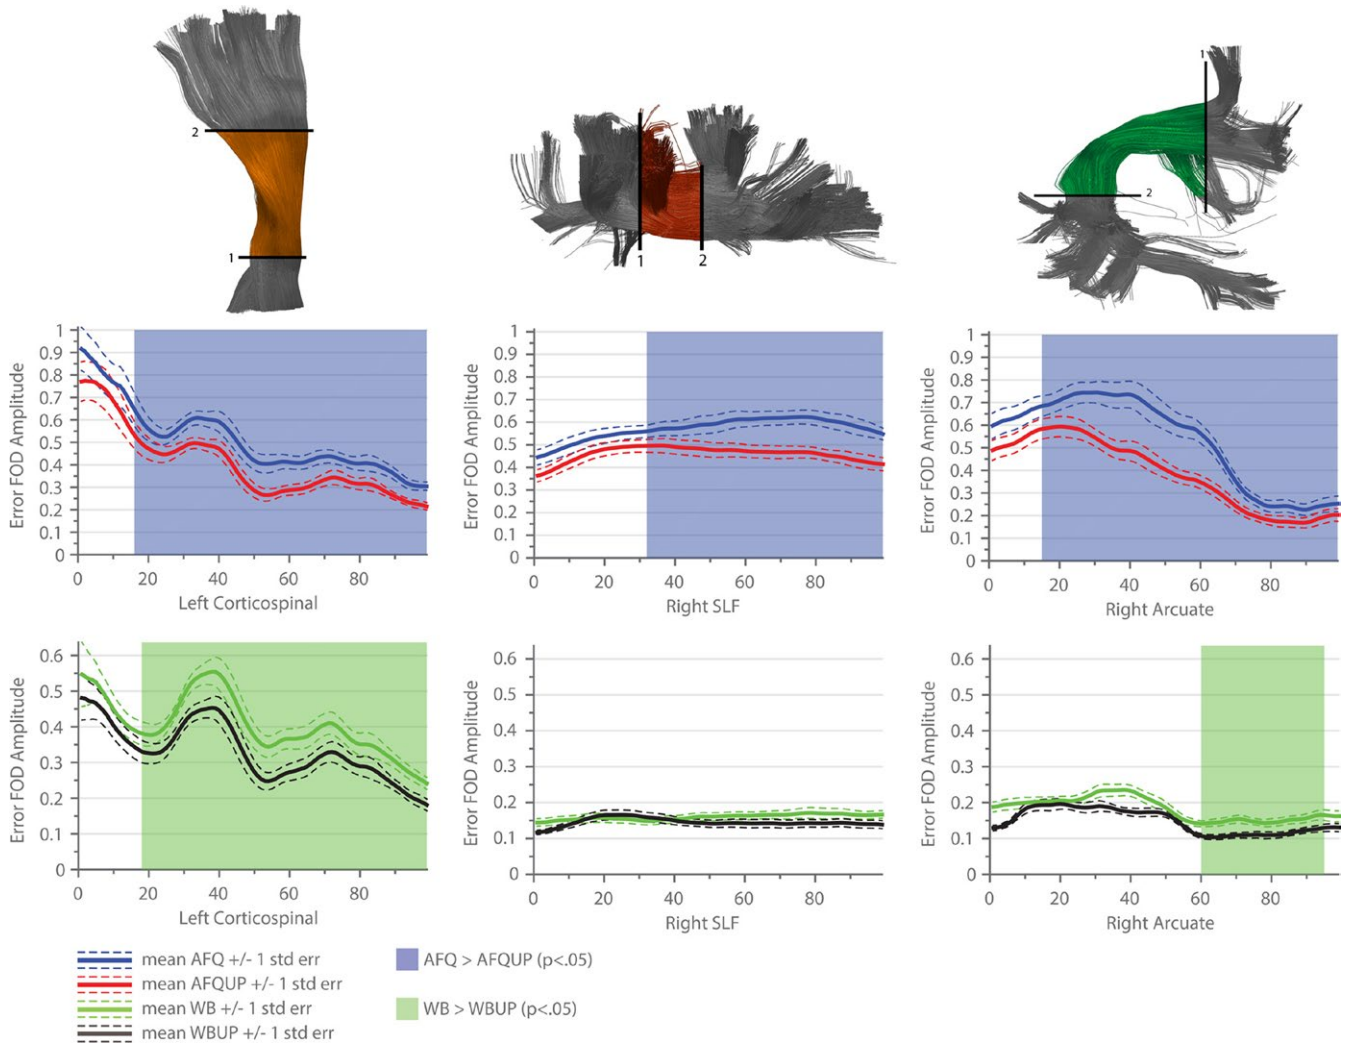 2
1
1
2
1
2
Error FOD Amplitude
1
0.9
0.8
0.7
0.6
0.5
0.4
0.3
0.2
0.1
0
0 20 40 60 80
Left Corticospinal
Error FOD Amplitude
1
0.9
0.8
0.7
0.6
0.5
0.4
0.3
0.2
0.1
0
0 20 40 60 80
Right SLF
Error FOD Amplitude
1
0.9
0.8
0.7
0.6
0.5
0.4
0.3
0.2
0.1
0
0 20 40 60 80
Right Arcuate
Error FOD Amplitude
0.6
0.5
0.4
0.3
0.2
0.1
0
0 20 40 60 80
Left Corticospinal
Error FOD Amplitude
0.6
0.5
0.4
0.3
0.2
0.1
0
0 20 40 60 80
Right SLF
Error FOD Amplitude
0.6
0.5
0.4
0.3
0.2
0.1
0
0 20 40 60 80
Right Arcuate
mean AFQ +/- 1 std err
mean AFQUP +/- 1 std err
mean WB +/- 1 std err
mean WBUP +/- 1 std err
AFQ > AFQUP (p<.05)
WB > WBUP (p<.05)